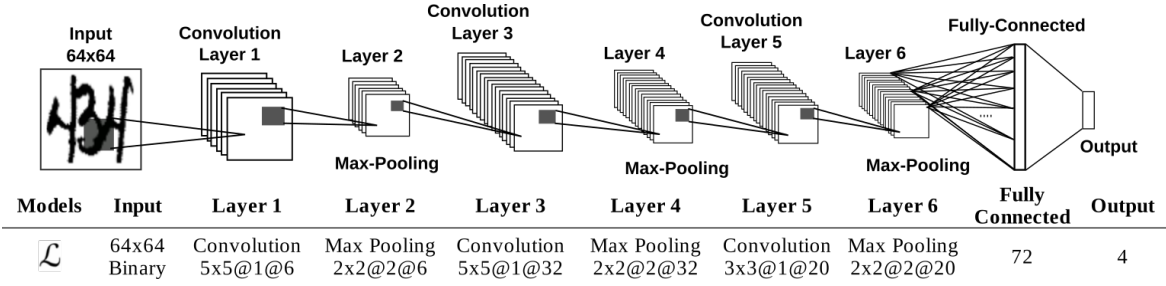 Input
64x64
Convolution
Layer 1
Layer 2
Convolution
Layer 3
Layer 4
Convolution
Layer 5
Layer 6
Fully-Connected
Max-Pooling
Max-Pooling
Max-Pooling
Output
Models Input Layer 1 Layer 2 Layer 3 Layer 4 Layer 5 Layer 6 Fully Connected Output
ℒ 64x64 Binary Convolution 5x5@1@6 Max Pooling 2x2@2@6 Convolution 5x5@1@32 Max Pooling 2x2@2@32 Convolution 3x3@1@20 Max Pooling 2x2@2@20 72 4